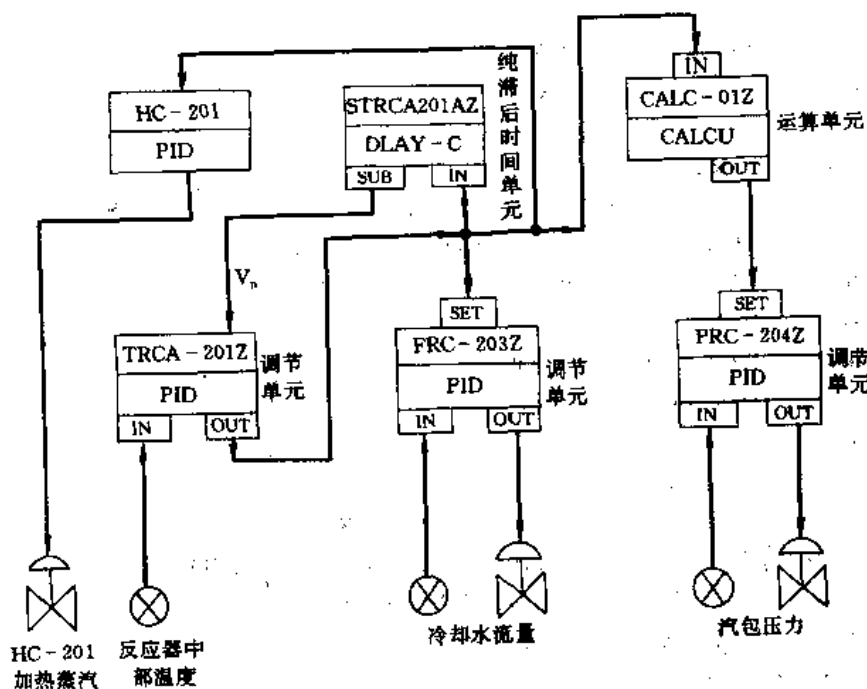 HC-201
PID
STRCA201AZ
DLAY-C
SUB
IN
纯滞后时间单元
IN
CALC-01Z
CALCU
OUT
运算单元
Vn
TRCA-201Z
PID
IN
OUT
调节
单元
SET
FRC-203Z
PID
IN
OUT
调节
单元
SET
PRC-204Z
PID
IN
OUT
调节
单元
HC-201
加热蒸汽
反应器中
部温度
冷却水流量
汽包压力